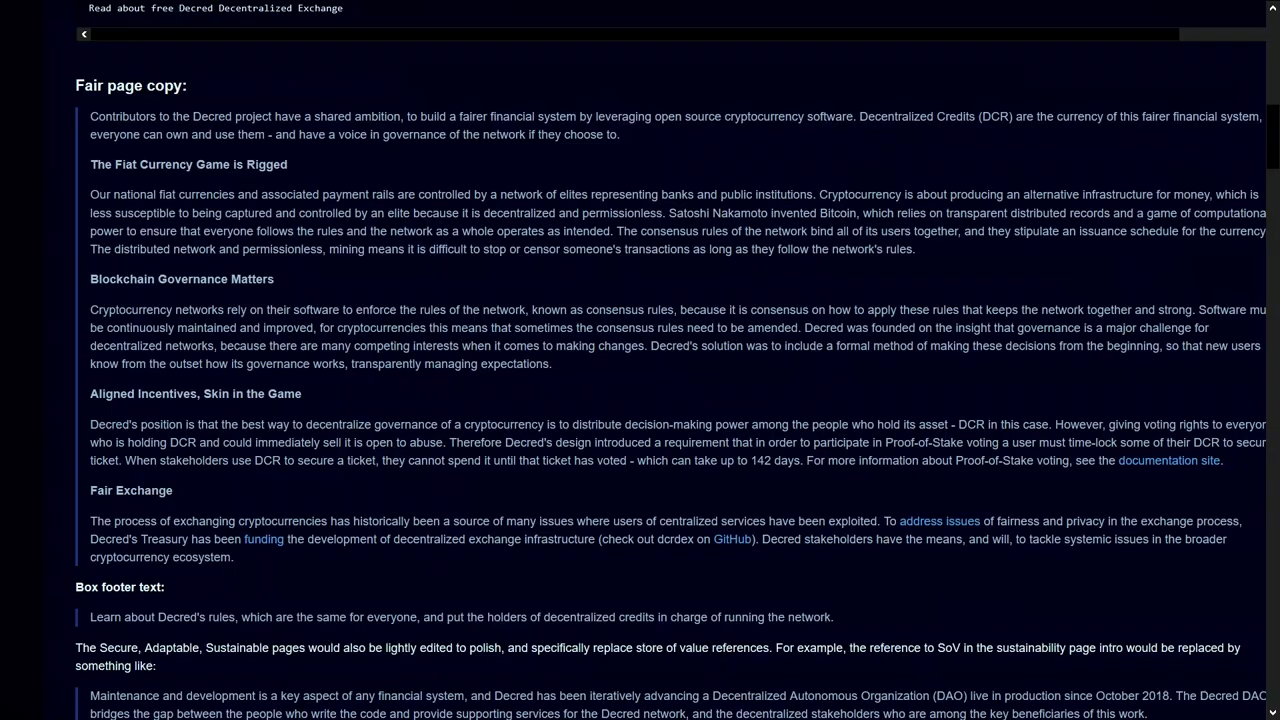 Read about free Decred Decentralized Exchange
Fair page copy:
Contributors to the Decred project have a shared ambition, to build a fairer financial system by leveraging open source cryptocurrency software. Decentralized Credits (DCR) are the currency of this fairer financial system,
everyone can own and use them - and have a voice in governance of the network if they choose to.
The Fiat Currency Game is Rigged
Our national fiat currencies and associated payment rails are controlled by a network of elites representing banks and public institutions. Cryptocurrency is about producing an alternative infrastructure for money, which is
less susceptible to being captured and controlled by an elite because it is decentralized and permissionless. Satoshi Nakamoto invented Bitcoin, which relies on transparent distributed records and a game of computationa
power to ensure that everyone follows the rules and the network as a whole operates as intended. The consensus rules of the network bind all of its users together, and they stipulate an issuance schedule for the currency
The distributed network and permissionless, mining means it is difficult to stop or censor someone's transactions as long as they follow the network's rules.
Blockchain Governance Matters
Cryptocurrency networks rely on their software to enforce the rules of the network, known as consensus rules, because it is consensus on how to apply these rules that keeps the network together and strong. Software mu
be continuously maintained and improved, for cryptocurrencies this means that sometimes the consensus rules need to be amended. Decred was founded on the insight that governance is a major challenge for
decentralized networks, because there are many competing interests when it comes to making changes. Decred's solution was to include a formal method of making these decisions from the beginning, so that new users
know from the outset how its governance works, transparently managing expectations.
Aligned Incentives, Skin in the Game
Decred's position is that the best way to decentralize governance of a cryptocurrency is to distribute decision-making power among the people who hold its asset - DCR in this case. However, giving voting rights to everyor
who is holding DCR and could immediately sell it is open to abuse. Therefore Decred's design introduced a requirement that in order to participate in Proof-of-Stake voting a user must time-lock some of their DCR to secur
ticket. When stakeholders use DCR to secure a ticket, they cannot spend it until that ticket has voted - which can take up to 142 days. For more information about Proof-of-Stake voting, see the documentation site.
Fair Exchange
The process of exchanging cryptocurrencies has historically been a source of many issues where users of centralized services have been exploited. To address issues of fairness and privacy in the exchange process,
Decred's Treasury has been funding the development of decentralized exchange infrastructure (check out dcrdex on GitHub). Decred stakeholders have the means, and will, to tackle systemic issues in the broader
cryptocurrency ecosystem.
Box footer text:
Learn about Decred's rules, which are the same for everyone, and put the holders of decentralized credits in charge of running the network.
The Secure, Adaptable, Sustainable pages would also be lightly edited to polish, and specifically replace store of value references. For example, the reference to SoV in the sustainability page intro would be replaced by
something like:
Maintenance and development is a key aspect of any financial system, and Decred has been iteratively advancing a Decentralized Autonomous Organization (DAO) live in production since October 2018. The Decred DAO
bridges the gap between the people who write the code and provide supporting services for the Decred network, and the decentralized stakeholders who are among the key beneficiaries of this work.